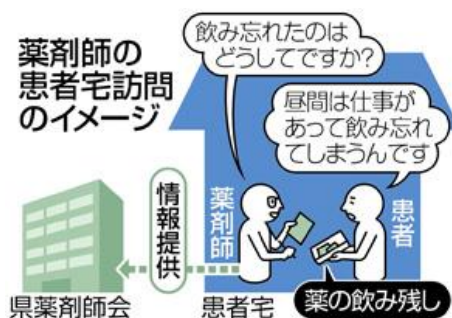 薬剤師の
患者宅訪問
のイメージ
飲み忘れたのは
どうしてですか?
昼間は仕事が
あって飲み忘れ
てしまうんです
薬剤師
患者
情報提供
県薬剤師会
患者宅
薬の飲み残し